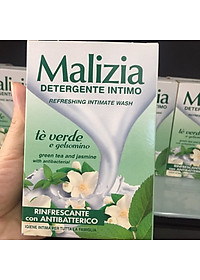 Malizia
DETERGENTE INTIMO
REFRESHING INTIMATE WASH
tè verde
e gelsomino
green tea and jasmine
with antibacterial
RINFRESCANTE
con ANTIBATTERICO
IGIENE INTIMA PER TUTTA LA FAMIGLIA